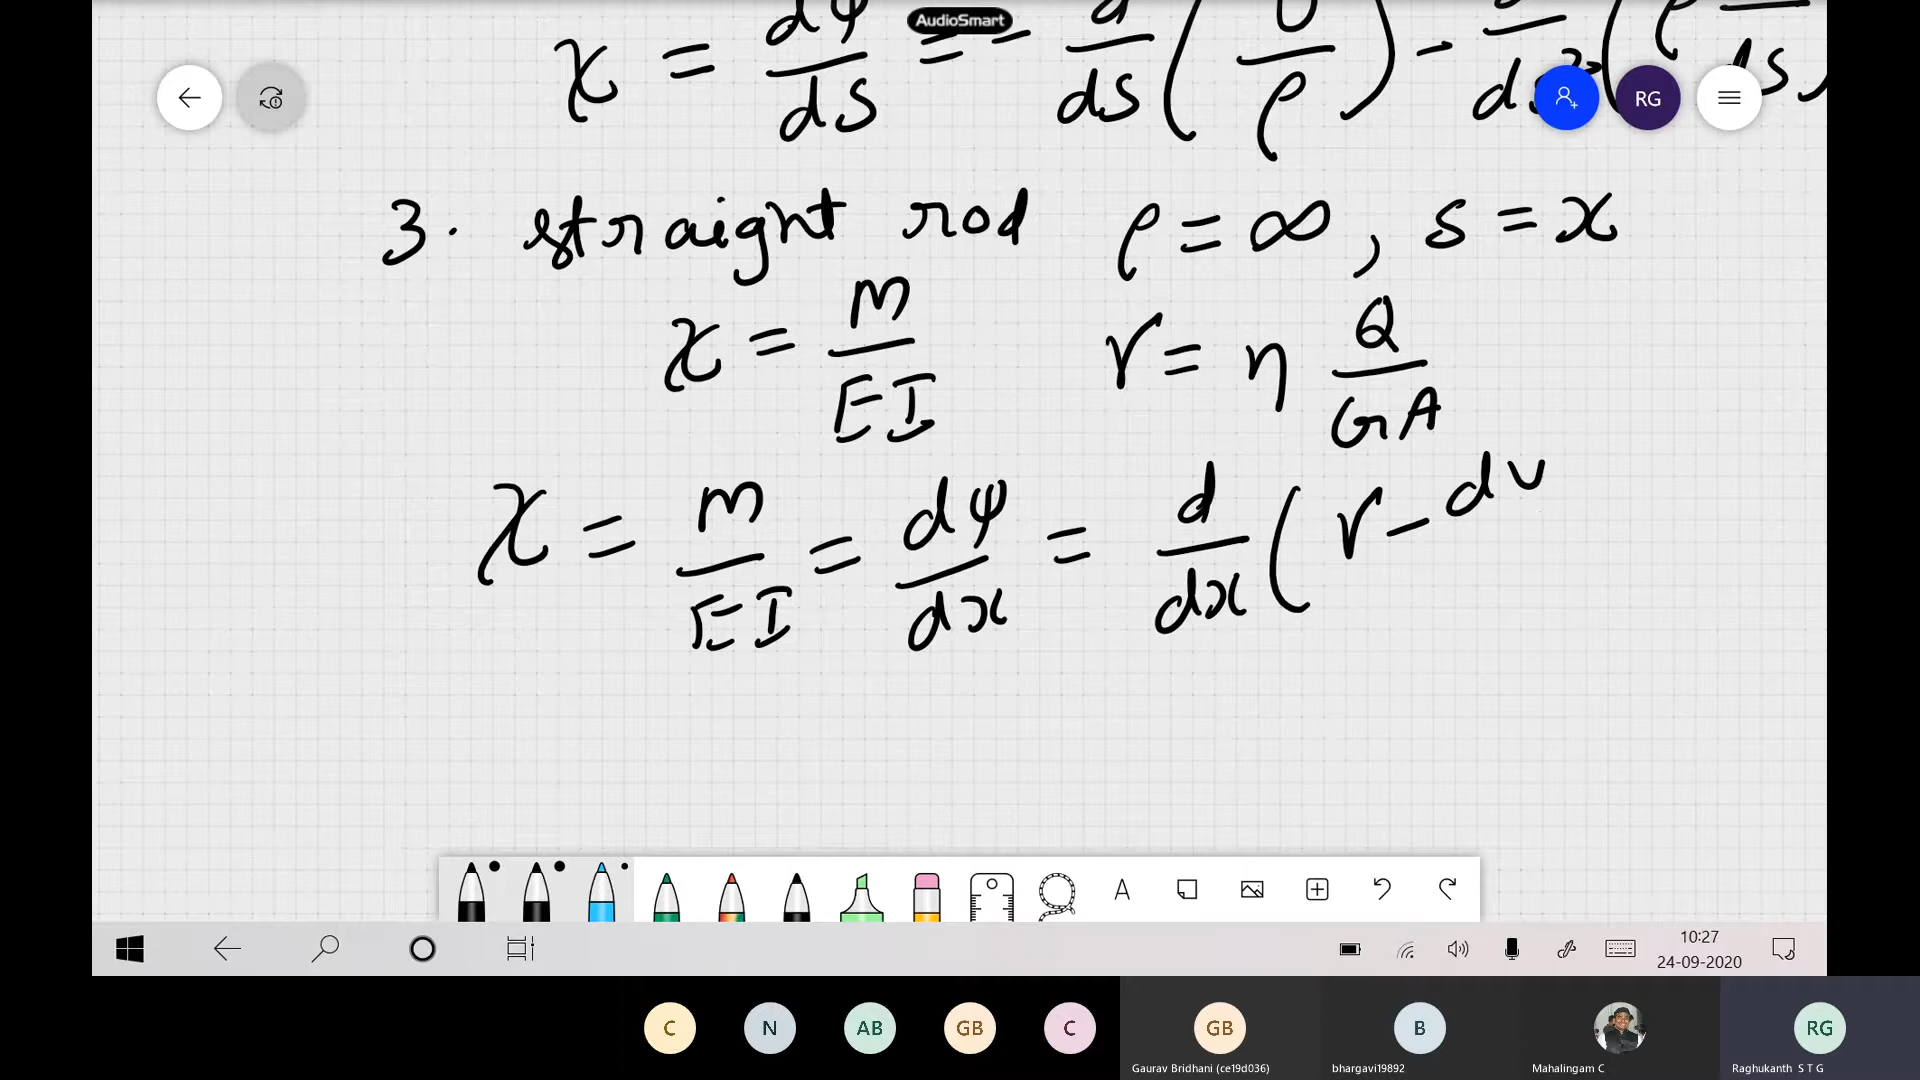 AudioSmart
χ = dψ/ds = - d/ds ( υ/ρ ) - d/ds ( ρ /ds )
RG
3. straight rod ρ = ∞ , s = x
χ = M/EI γ = η Q/GA
χ = M/EI = dψ/dx = d/dx ( γ - dv
A
10:27
24-09-2020
C N AB GB C GB B RG
Gaurav Bridhani (ce19d036) bhargavi19892 Mahalingam C Raghukanth S T G